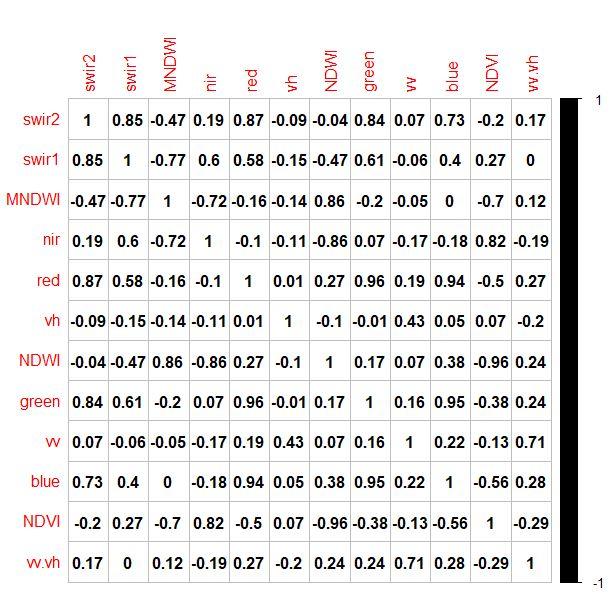 swir2 swir1 MNDWI nir red vh NDWI green vv blue NDVI vv.vh
1
swir2 1 0.85 -0.47 0.19 0.87 -0.09 -0.04 0.84 0.07 0.73 -0.2 0.17
swir1 0.85 1 -0.77 0.6 0.58 -0.15 -0.47 0.61 -0.06 0.4 0.27 0
MNDWI -0.47 -0.77 1 -0.72 -0.16 -0.14 0.86 -0.2 -0.05 0 -0.7 0.12
nir 0.19 0.6 -0.72 1 -0.1 -0.11 -0.86 0.07 -0.17 -0.18 0.82 -0.19
red 0.87 0.58 -0.16 -0.1 1 0.01 0.27 0.96 0.19 0.94 -0.5 0.27
vh -0.09 -0.15 -0.14 -0.11 0.01 1 -0.1 -0.01 0.43 0.05 0.07 -0.2
NDWI -0.04 -0.47 0.86 -0.86 0.27 -0.1 1 0.17 0.07 0.38 -0.96 0.24
green 0.84 0.61 -0.2 0.07 0.96 -0.01 0.17 1 0.16 0.95 -0.38 0.24
vv 0.07 -0.06 -0.05 -0.17 0.19 0.43 0.07 0.16 1 0.22 -0.13 0.71
blue 0.73 0.4 0 -0.18 0.94 0.05 0.38 0.95 0.22 1 -0.56 0.28
NDVI -0.2 0.27 -0.7 0.82 -0.5 0.07 -0.96 -0.38 -0.13 -0.56 1 -0.29
vv.vh 0.17 0 0.12 -0.19 0.27 -0.2 0.24 0.24 0.71 0.28 -0.29 1
-1